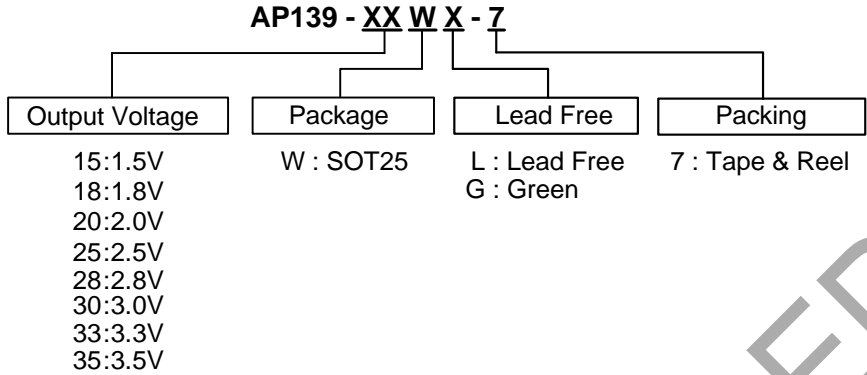 AP139 - XX W X - 7
Output Voltage
15:1.5V
18:1.8V
20:2.0V
25:2.5V
28:2.8V
30:3.0V
33:3.3V
35:3.5V
Package
W : SOT25
Lead Free
L : Lead Free
G : Green
Packing
7 : Tape & Reel